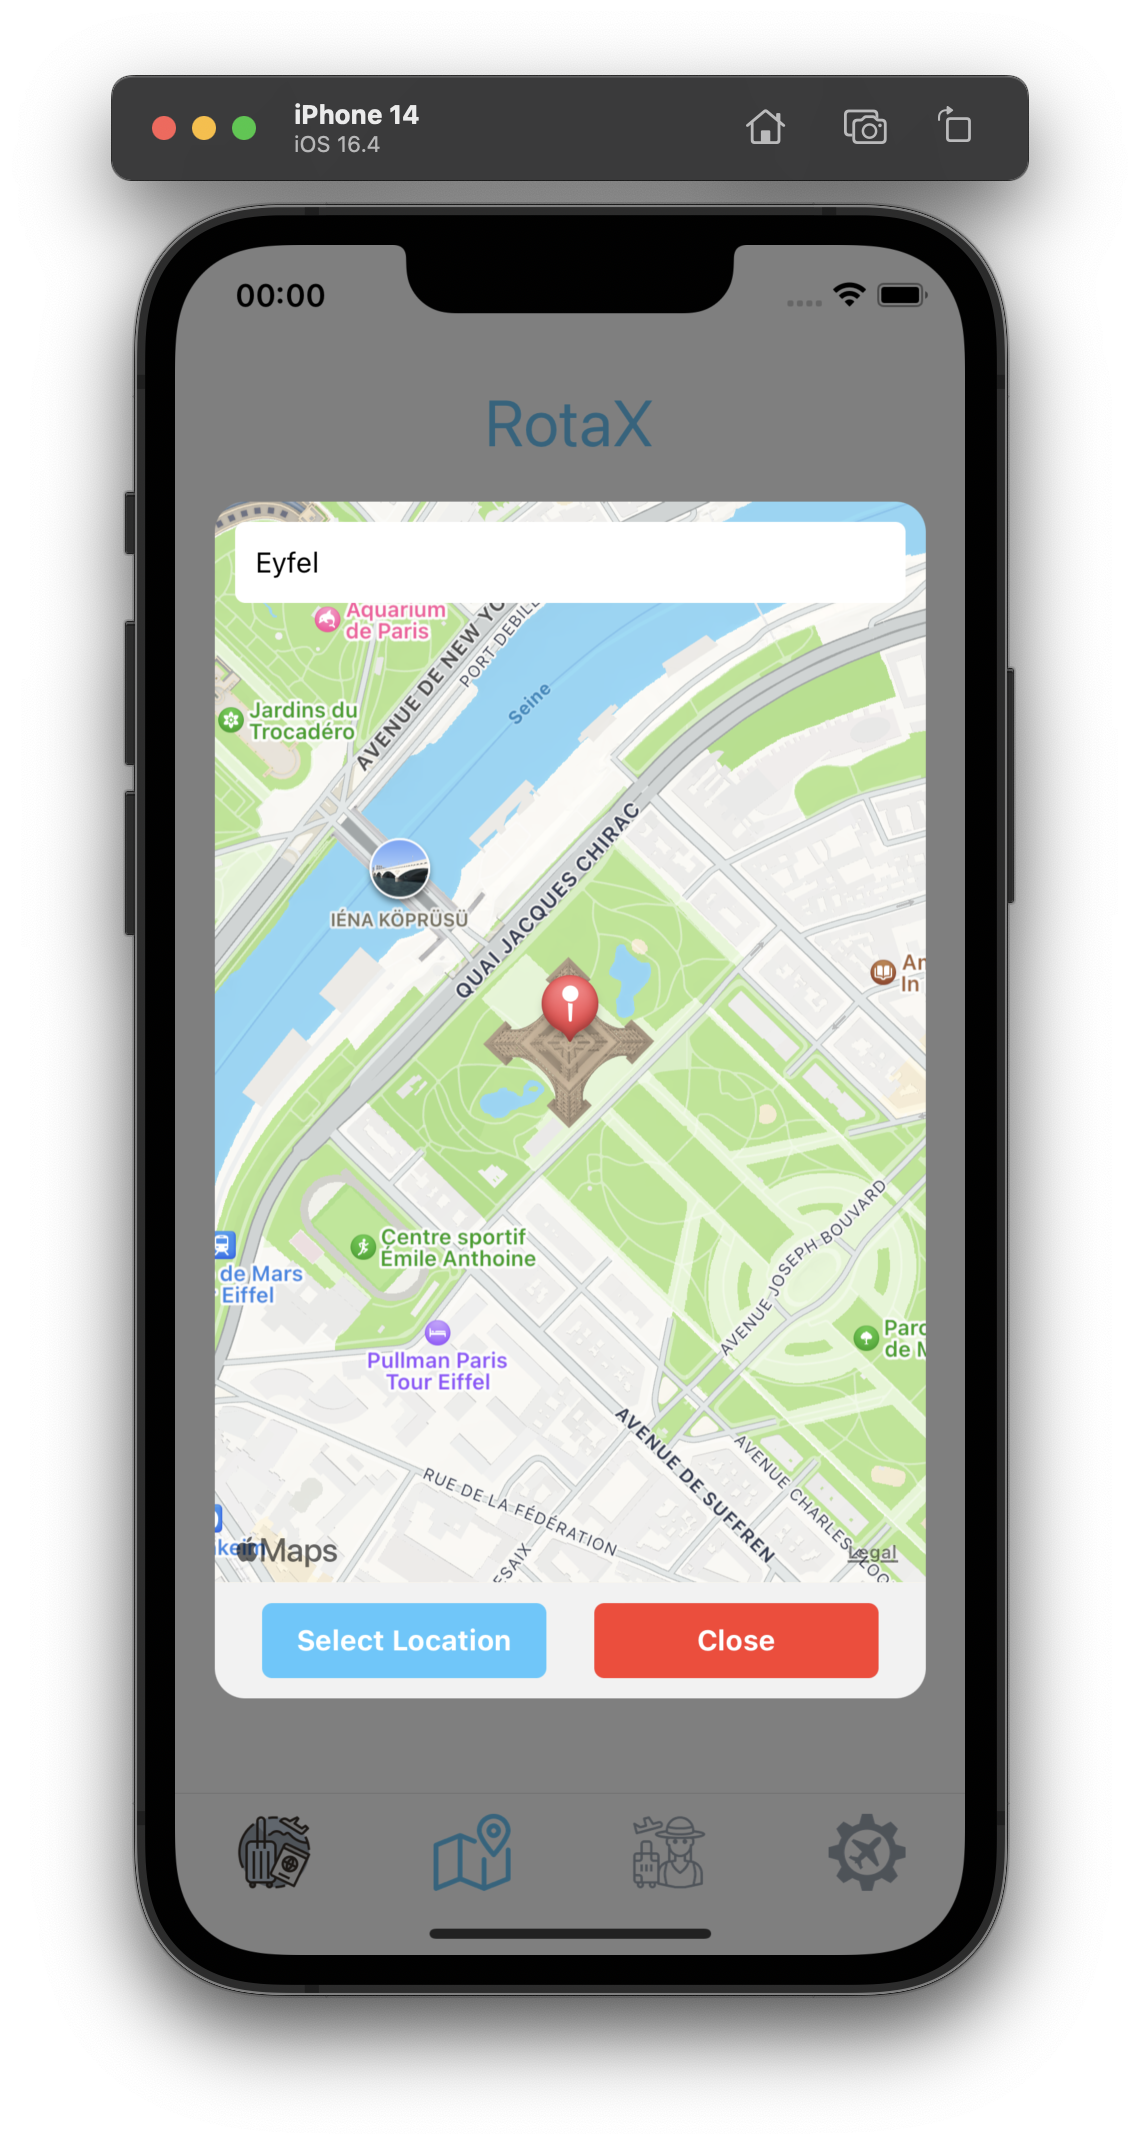 iPhone 14
iOS 16.4
00:00
RotaX
Eyfel
Aquarium
de Paris
AVENUE DE NEW YO
PORT DEBIL
Seine
Jardins du
Trocadéro
QUAI JACQUES CHIRAC
IÉNA KÖPRÜSÜ
An
In
Centre sportif
Émile Anthoine
de Mars
Eiffel
AVENUE JOSEPH BOUVARD
Parc
de M
Pullman Paris
Tour Eiffel
AVENUE DE SUFFREN
AVENUE CHARLES
RUE DE LA FÉDÉRATION
ESAIX
Maps
Legal
Select Location
Close